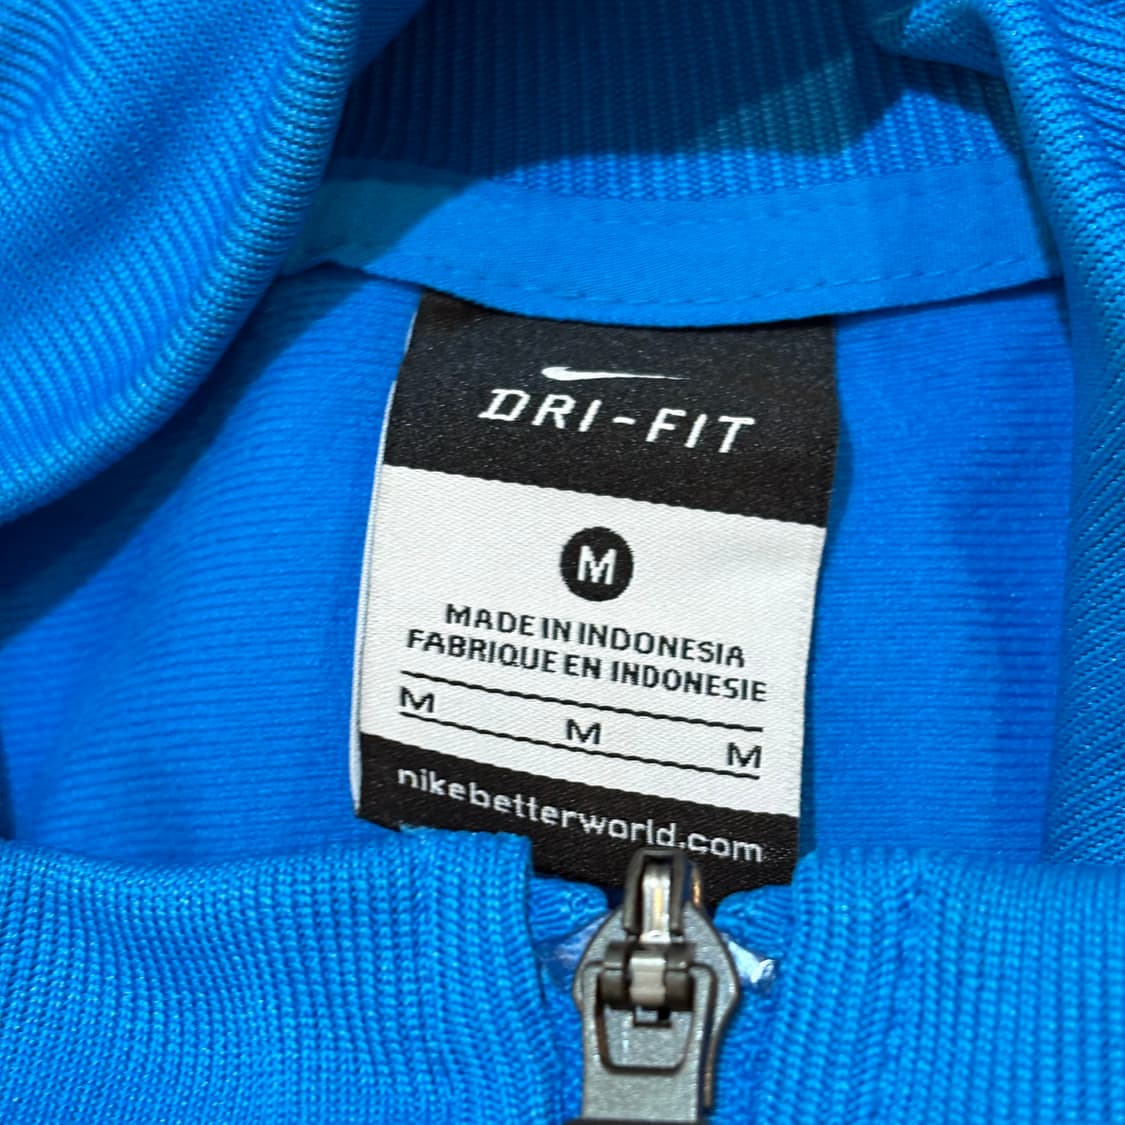 DRI-FIT
M
MADE IN INDONESIA
FABRIQUE EN INDONESIE
M M M
nikebetterworld.com